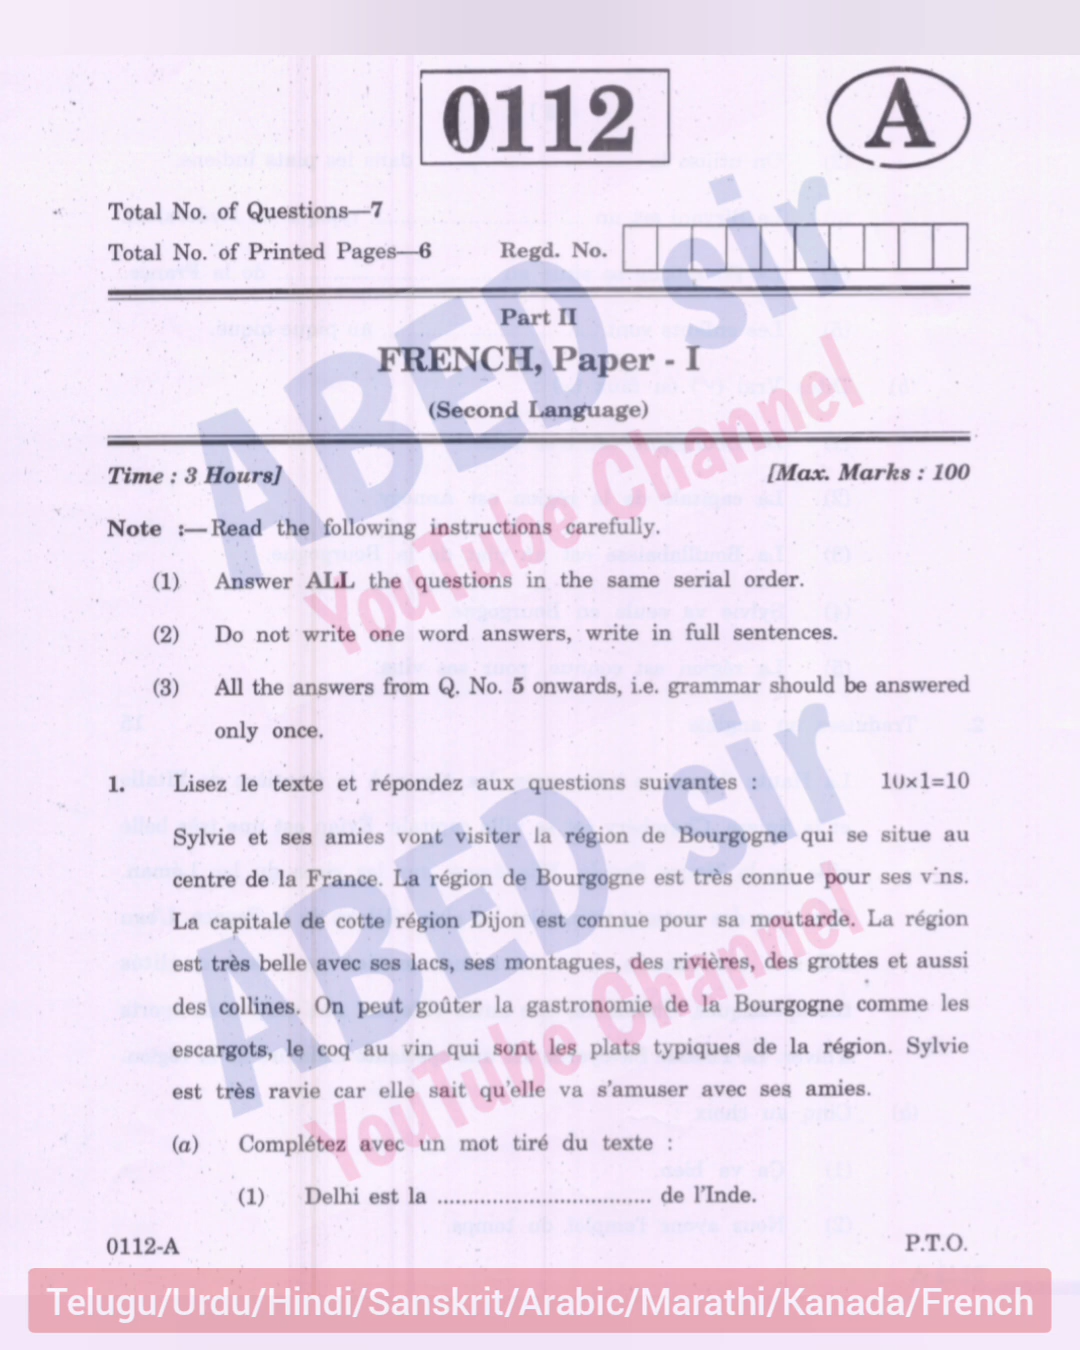 0112
A
Total No. of Questions—7
Total No. of Printed Pages—6 Regd. No.
Part II
FRENCH, Paper - I
(Second Language)
Time : 3 Hours] [Max. Marks : 100
Note :—Read the following instructions carefully.
(1) Answer ALL the questions in the same serial order.
(2) Do not write one word answers, write in full sentences.
(3) All the answers from Q. No. 5 onwards, i.e. grammar should be answered
only once.
1. Lisez le texte et répondez aux questions suivantes : 10×1=10
Sylvie et ses amies vont visiter la région de Bourgogne qui se situe au
centre de la France. La région de Bourgogne est très connue pour ses vins.
La capitale de cotte région Dijon est connue pour sa moutarde. La région
est très belle avec ses lacs, ses montagues, des rivières, des grottes et aussi
des collines. On peut goûter la gastronomie de la Bourgogne comme les
escargots, le coq au vin qui sont les plats typiques de la région. Sylvie
est très ravie car elle sait qu'elle va s'amuser avec ses amies.
(a) Complétez avec un mot tiré du texte :
(1) Delhi est la .................................. de l'Inde.
0112-A P.T.O.
ABED sir
YouTube Channel
ABED sir
YouTube Channel
Telugu/Urdu/Hindi/Sanskrit/Arabic/Marathi/Kanada/French